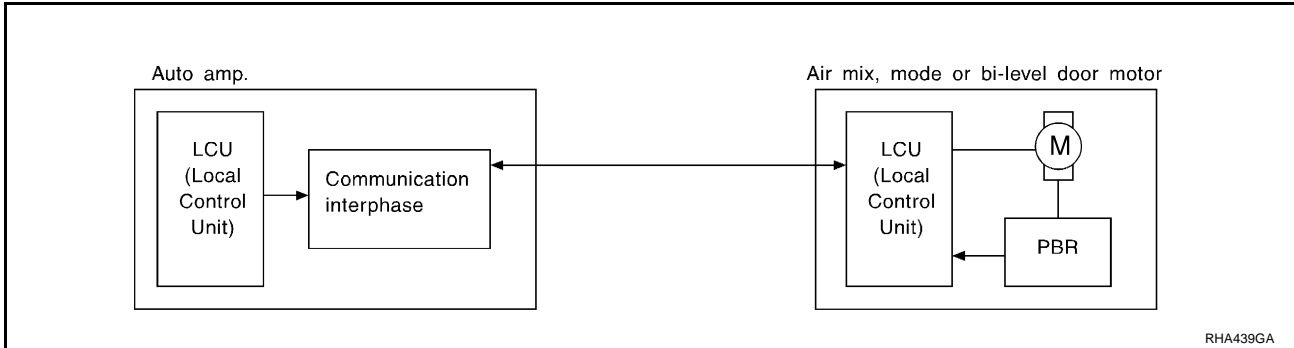 Auto amp.
Air mix, mode or bi-level door motor
LCU
(Local
Control
Unit)
Communication
interphase
LCU
(Local
Control
Unit)
M
PBR
RHA439GA